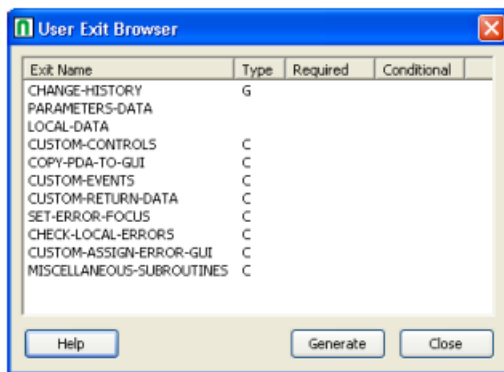 User Exit Browser
Exit Name Type Required Conditional
CHANGE-HISTORY G
PARAMETERS-DATA
LOCAL-DATA
CUSTOM-CONTROLS C
COPY-PDA-TO-GUI C
CUSTOM-EVENTS C
CUSTOM-RETURN-DATA C
SET-ERROR-FOCUS C
CHECK-LOCAL-ERRORS C
CUSTOM-ASSIGN-ERROR-GUI C
MISCELLANEOUS-SUBROUTINES C
Help Generate Close